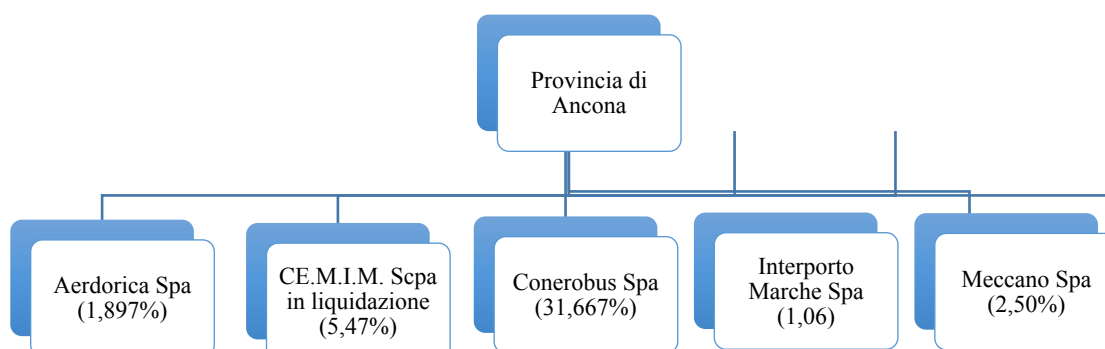 Provincia di
Ancona
Aerdorica Spa
(1,897%)
CE.M.I.M. Scpa
in liquidazione
(5,47%)
Conerobus Spa
(31,667%)
Interporto
Marche Spa
(1,06)
Meccano Spa
(2,50%)